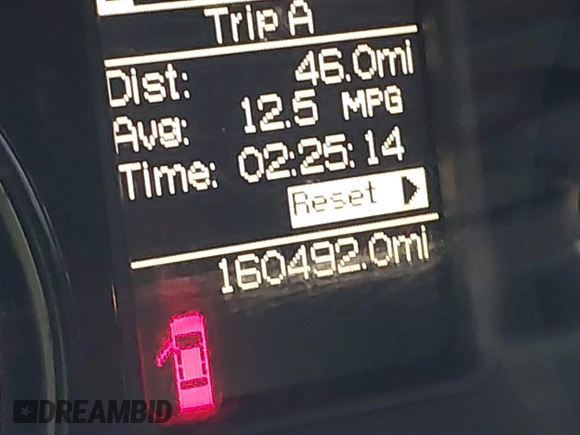 Trip A
Dist: 46.0mi
Avg: 12.5 MPG
Time: 02:25:14
Reset
160492.0mi
DREAMBID